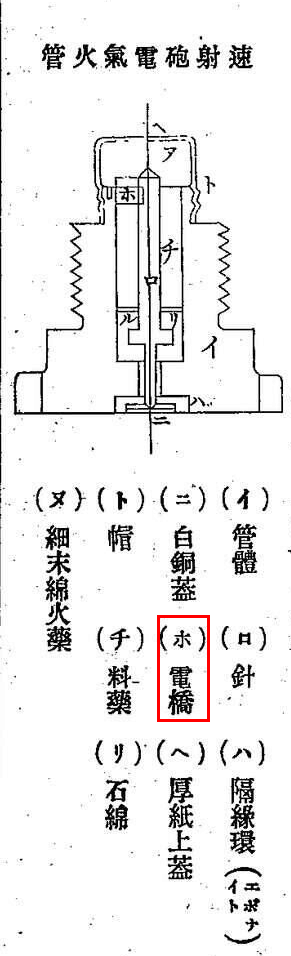 管火氣電砲射速
ヘ
ア
ト
ホ
チ
ロ
ル
リ
イ
ハ
ニ
(イ) 管體
(ロ) 針
(ハ) 隔緣環(エボナイト)
(ニ) 白銅蓋
(ホ) 電橋
(ヘ) 厚紙上蓋
(ト) 帽
(チ) 料藥
(リ) 石綿
(ヌ) 細末綿火藥